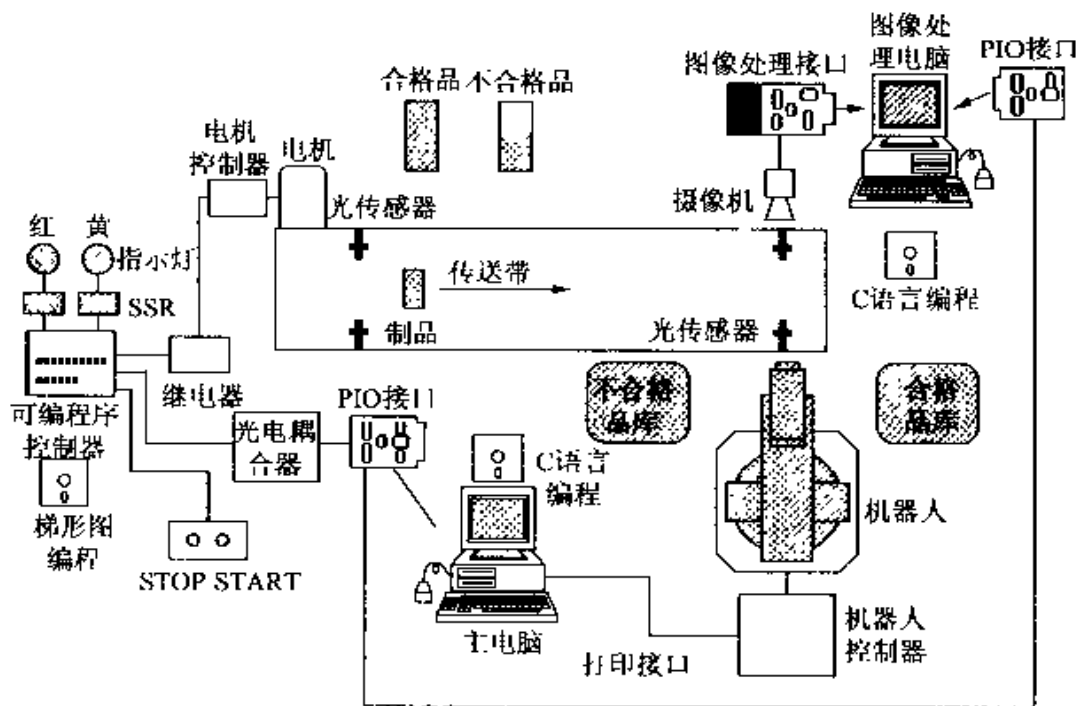 合格品 不合格品
图像处理接口
图像处
理电脑
PIO接口
电机
控制器
电机
光传感器
摄像机
红
黄
指示灯
SSR
传送带
制品
光传感器
C语言编程
继电器
可编程序
控制器
PIO接口
光电耦
合器
不合格
品库
合格
品库
C语言
编程
梯形图
编程
机器人
STOP START
主电脑
打印接口
机器人
控制器